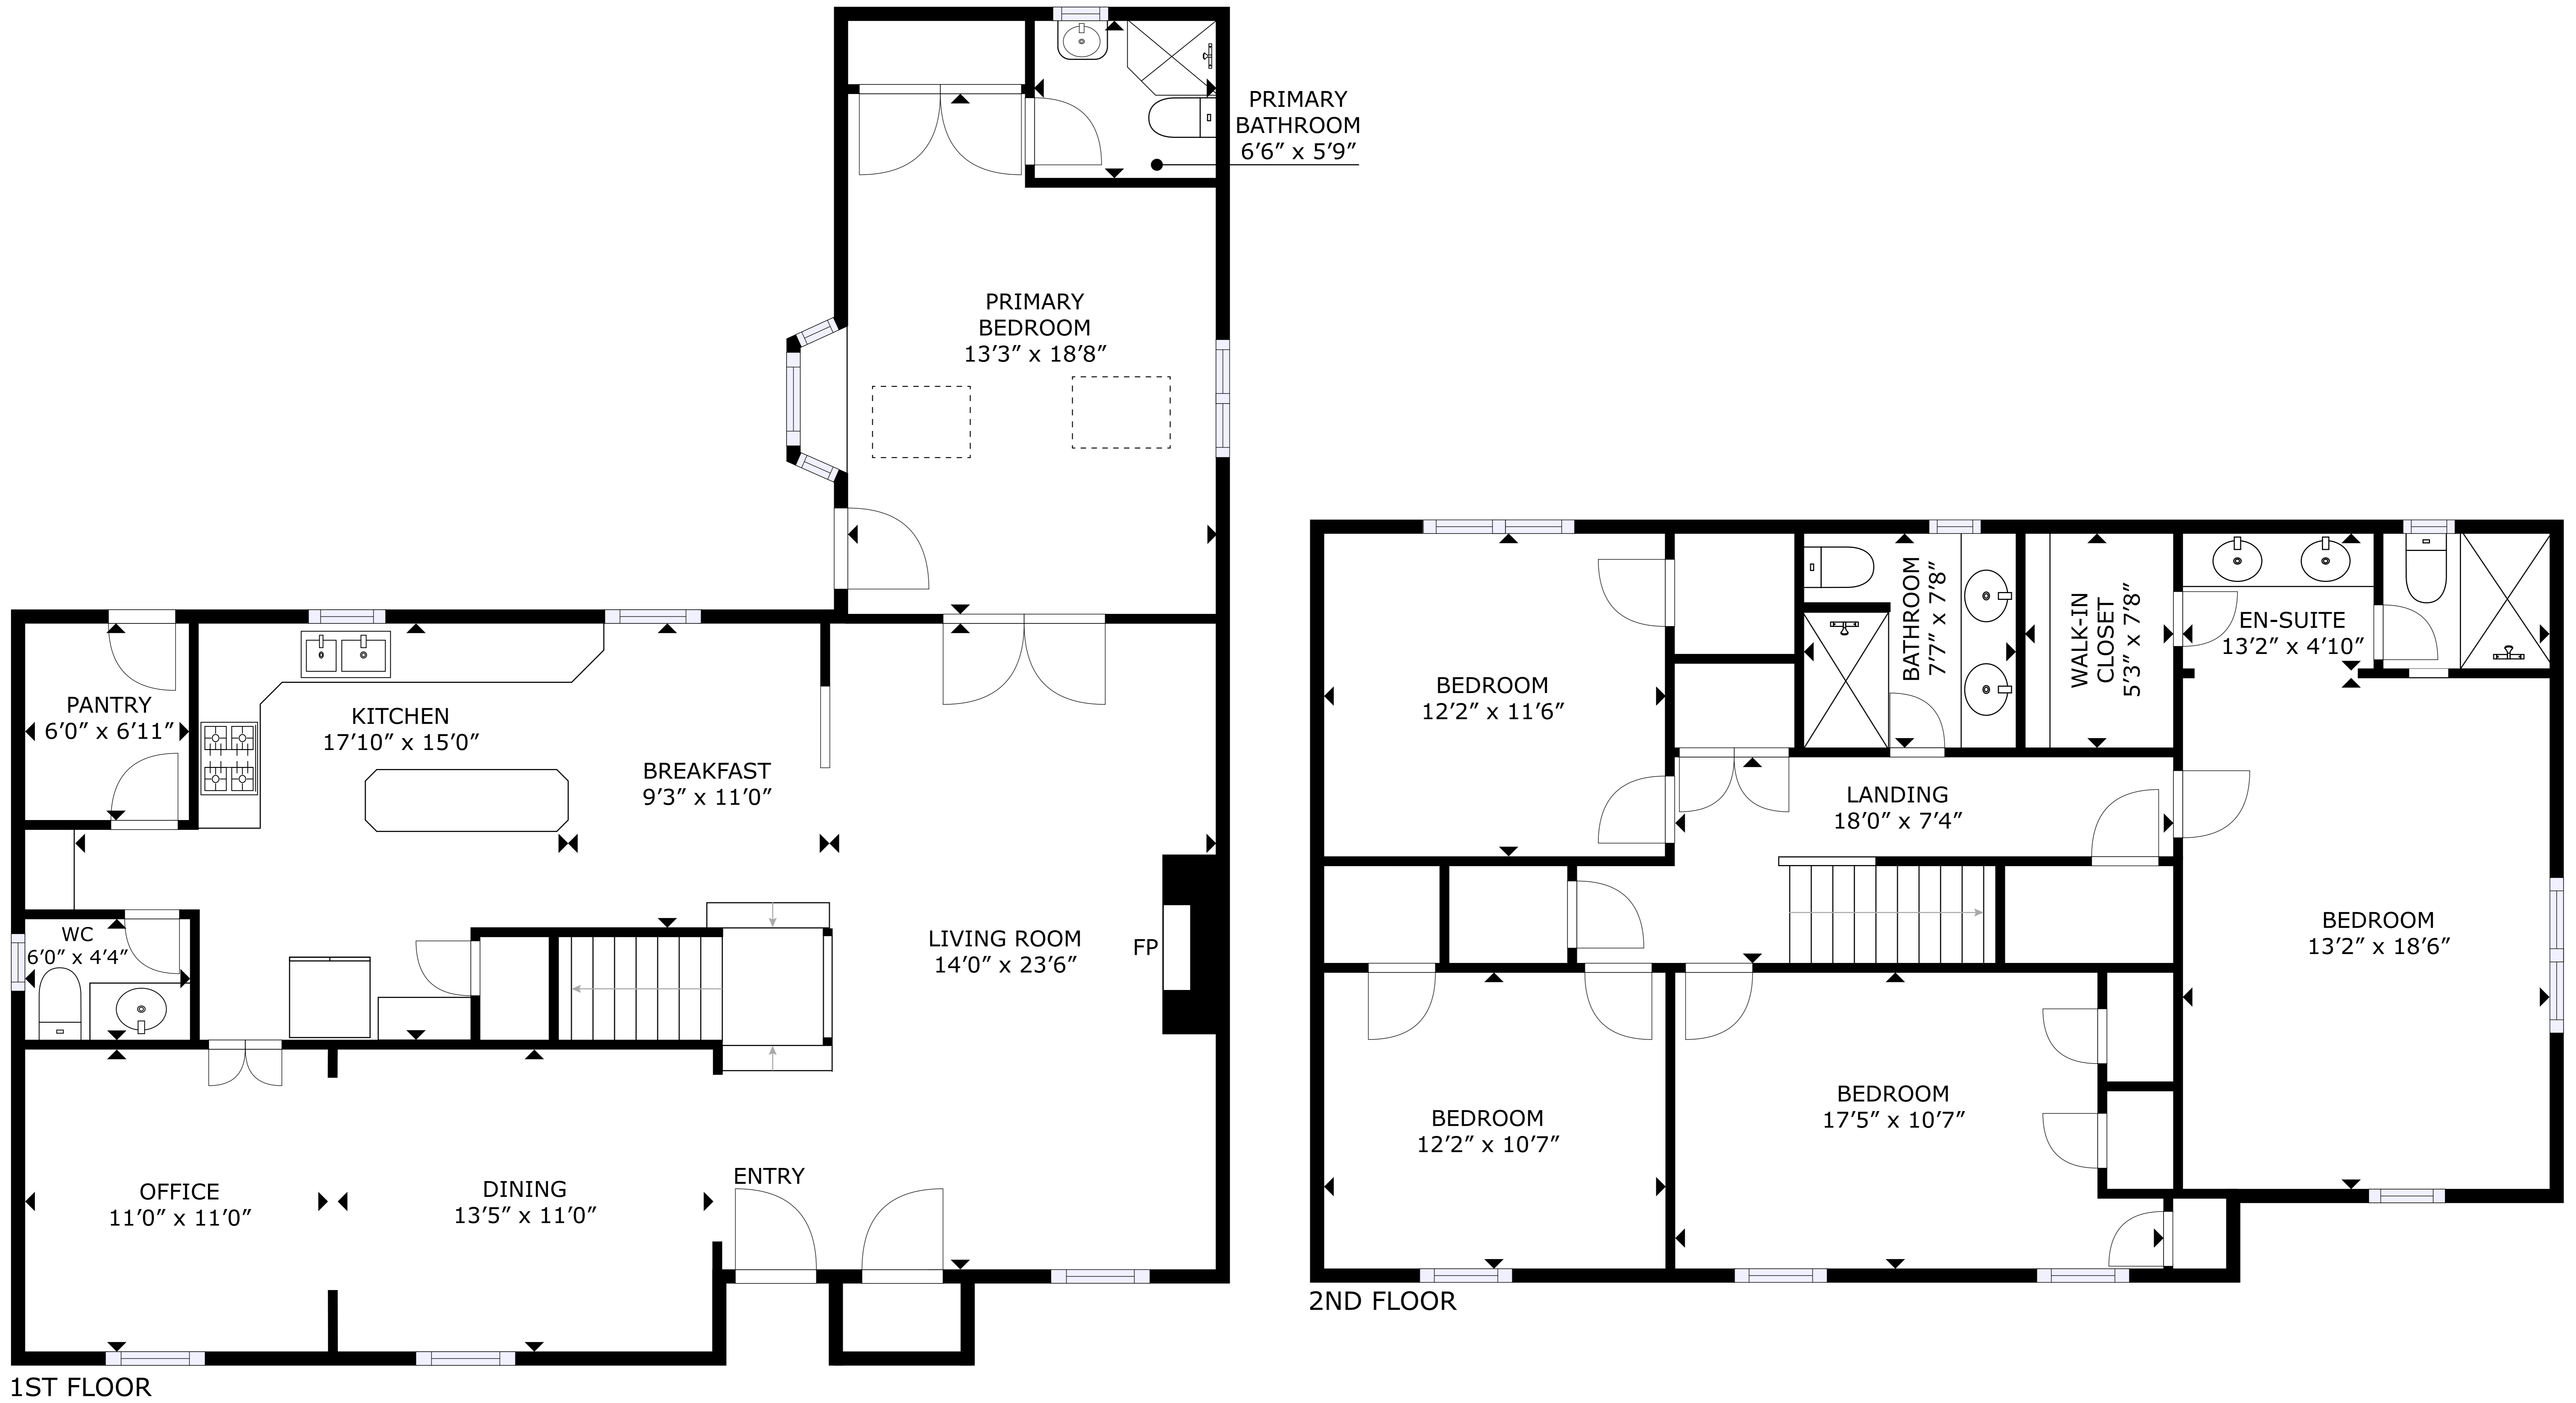 PRIMARY
BATHROOM
6’6” x 5’9”
PRIMARY
BEDROOM
13’3” x 18’8”
PANTRY
6’0” x 6’11”
KITCHEN
17’10” x 15’0”
BREAKFAST
9’3” x 11’0”
WC
6’0” x 4’4”
LIVING ROOM
14’0” x 23’6”
FP
OFFICE
11’0” x 11’0”
DINING
13’5” x 11’0”
ENTRY
1ST FLOOR
BEDROOM
12’2” x 11’6”
BATHROOM
7’7” x 7’8”
WALK-IN
CLOSET
5’3” x 7’8”
EN-SUITE
13’2” x 4’10”
LANDING
18’0” x 7’4”
BEDROOM
13’2” x 18’6”
BEDROOM
12’2” x 10’7”
BEDROOM
17’5” x 10’7”
2ND FLOOR